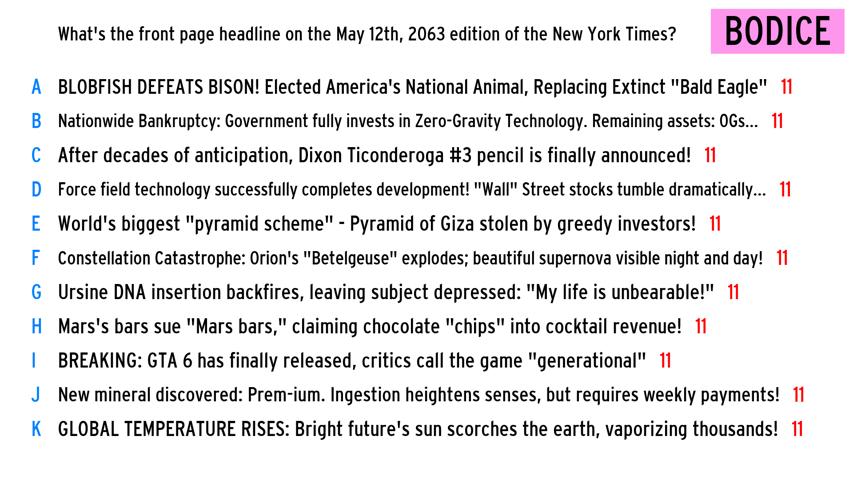 What's the front page headline on the May 12th, 2063 edition of the New York Times?
BODICE
A BLOBFISH DEFEATS BISON! Elected America's National Animal, Replacing Extinct "Bald Eagle" 11
B Nationwide Bankruptcy: Government fully invests in Zero-Gravity Technology. Remaining assets: 0Gs... 11
C After decades of anticipation, Dixon Ticonderoga #3 pencil is finally announced! 11
D Force field technology successfully completes development! "Wall" Street stocks tumble dramatically... 11
E World's biggest "pyramid scheme" - Pyramid of Giza stolen by greedy investors! 11
F Constellation Catastrophe: Orion's "Betelgeuse" explodes; beautiful supernova visible night and day! 11
G Ursine DNA insertion backfires, leaving subject depressed: "My life is unbearable!" 11
H Mars's bars sue "Mars bars," claiming chocolate "chips" into cocktail revenue! 11
I BREAKING: GTA 6 has finally released, critics call the game "generational" 11
J New mineral discovered: Prem-ium. Ingestion heightens senses, but requires weekly payments! 11
K GLOBAL TEMPERATURE RISES: Bright future's sun scorches the earth, vaporizing thousands! 11